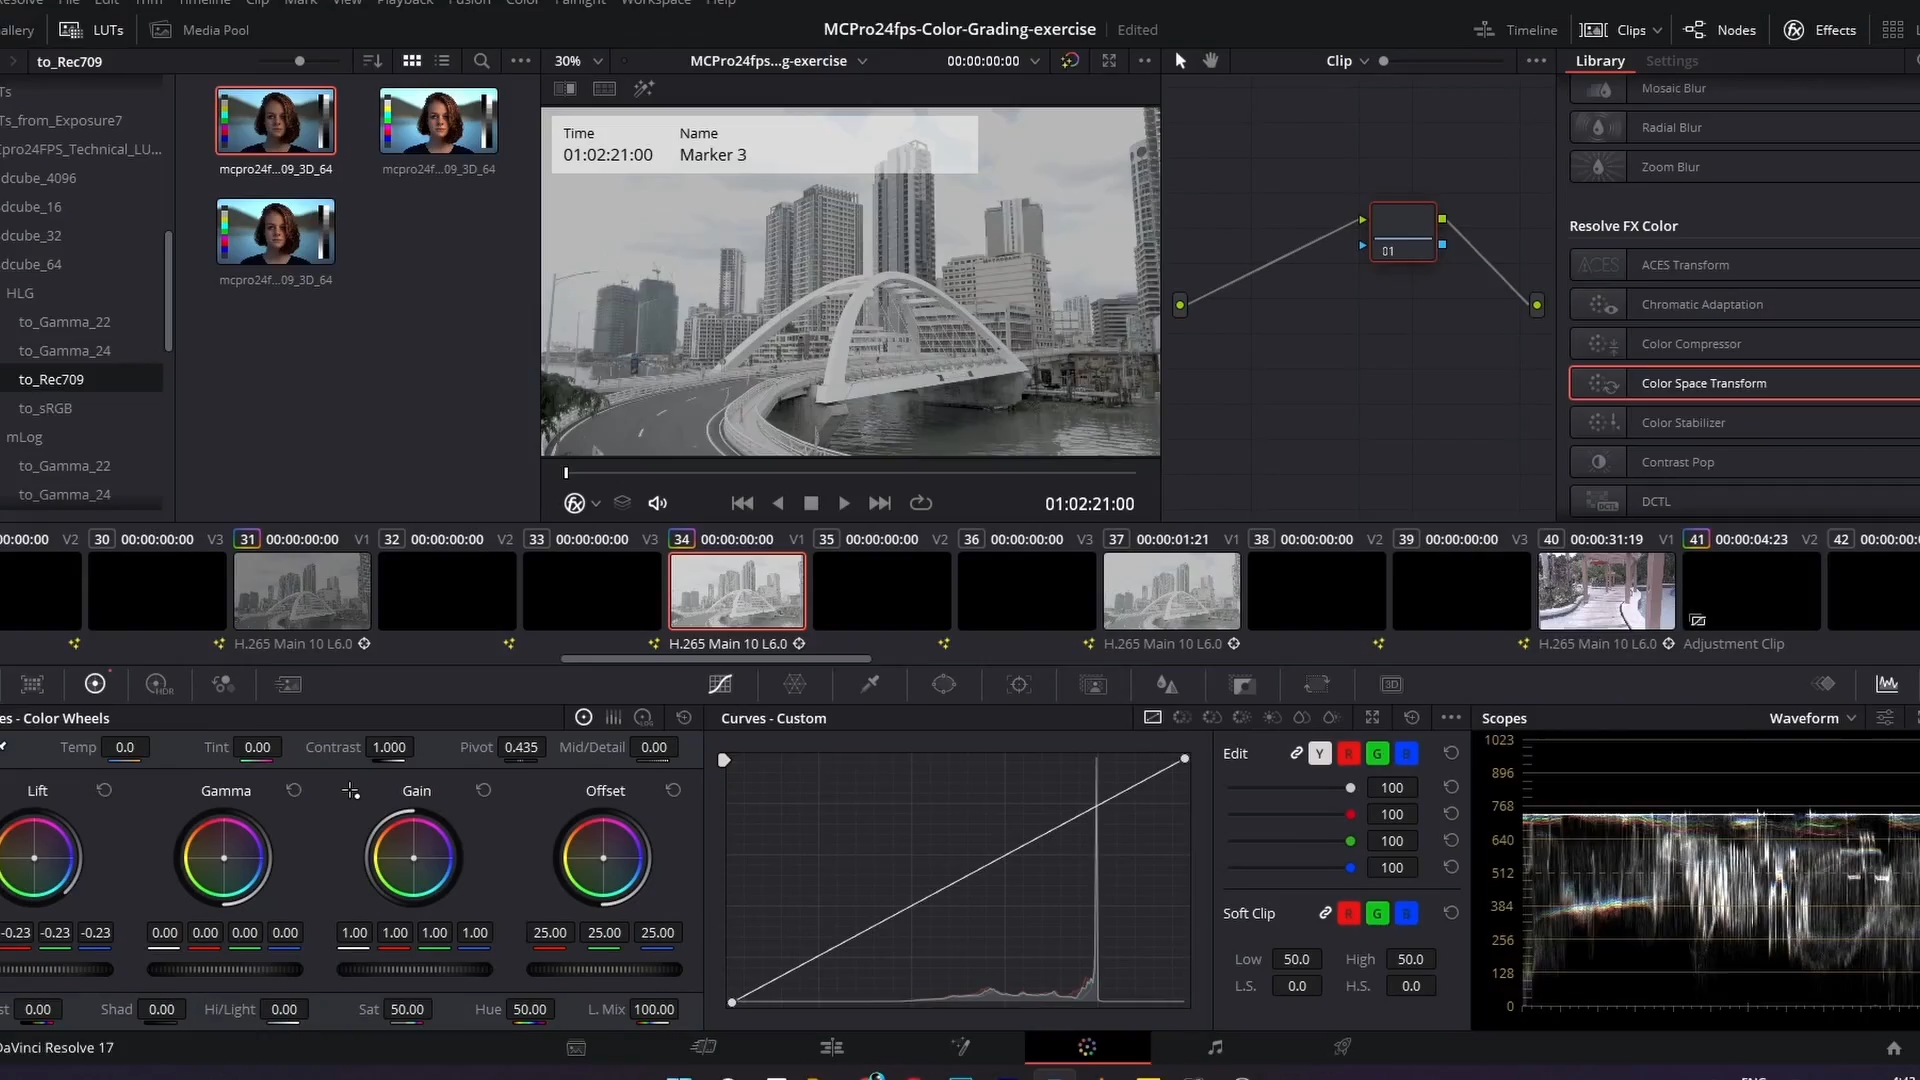 LUTs
Media Pool
MCPro24fps-Color-Grading-exercise
Edited
Timeline
Clips
Nodes
Effects
to_Rec709
30%
MCPro24fps...g-exercise
00:00:00:00
Clip
Library
Settings
Ts
Ts_from_Exposure7
Cpro24FPS_Technical_LU...
dcube_4096
dcube_16
dcube_32
dcube_64
HLG
to_Gamma_22
to_Gamma_24
to_Rec709
to_sRGB
mLog
to_Gamma_22
to_Gamma_24
mcpro24f...09_3D_64
mcpro24f...09_3D_64
mcpro24f...09_3D_64
Time Name
01:02:21:00 Marker 3
01:02:21:00
01
Mosaic Blur
Radial Blur
Zoom Blur
Resolve FX Color
ACES Transform
Chromatic Adaptation
Color Compressor
Color Space Transform
Color Stabilizer
Contrast Pop
DCTL
00:00:00 V2 30 00:00:00:00 V3 31 00:00:00:00 V1 32 00:00:00:00 V2 33 00:00:00:00 V3 34 00:00:00:00 V1 35 00:00:00:00 V2 36 00:00:00:00 V3 37 00:00:01:21 V1 38 00:00:00:00 V2 39 00:00:00:00 V3 40 00:00:31:19 V1 41 00:00:04:23 V2 42 00:00:00:
H.265 Main 10 L6.0
H.265 Main 10 L6.0
H.265 Main 10 L6.0
H.265 Main 10 L6.0
Adjustment Clip
HDR
LOG
3D
es - Color Wheels
Temp 0.0 Tint 0.00 Contrast 1.000 Pivot 0.435 Mid/Detail 0.00
Lift Gamma Gain Offset
-0.23 -0.23 -0.23 0.00 0.00 0.00 0.00 1.00 1.00 1.00 1.00 25.00 25.00 25.00
st 0.00 Shad 0.00 Hi/Light 0.00 Sat 50.00 Hue 50.00 L. Mix 100.00
Curves - Custom
Edit Y R G B
100
100
100
100
Soft Clip R G B
Low 50.0 High 50.0
L.S. 0.0 H.S. 0.0
Scopes
Waveform
1023
896
768
640
512
384
256
128
0
DaVinci Resolve 17